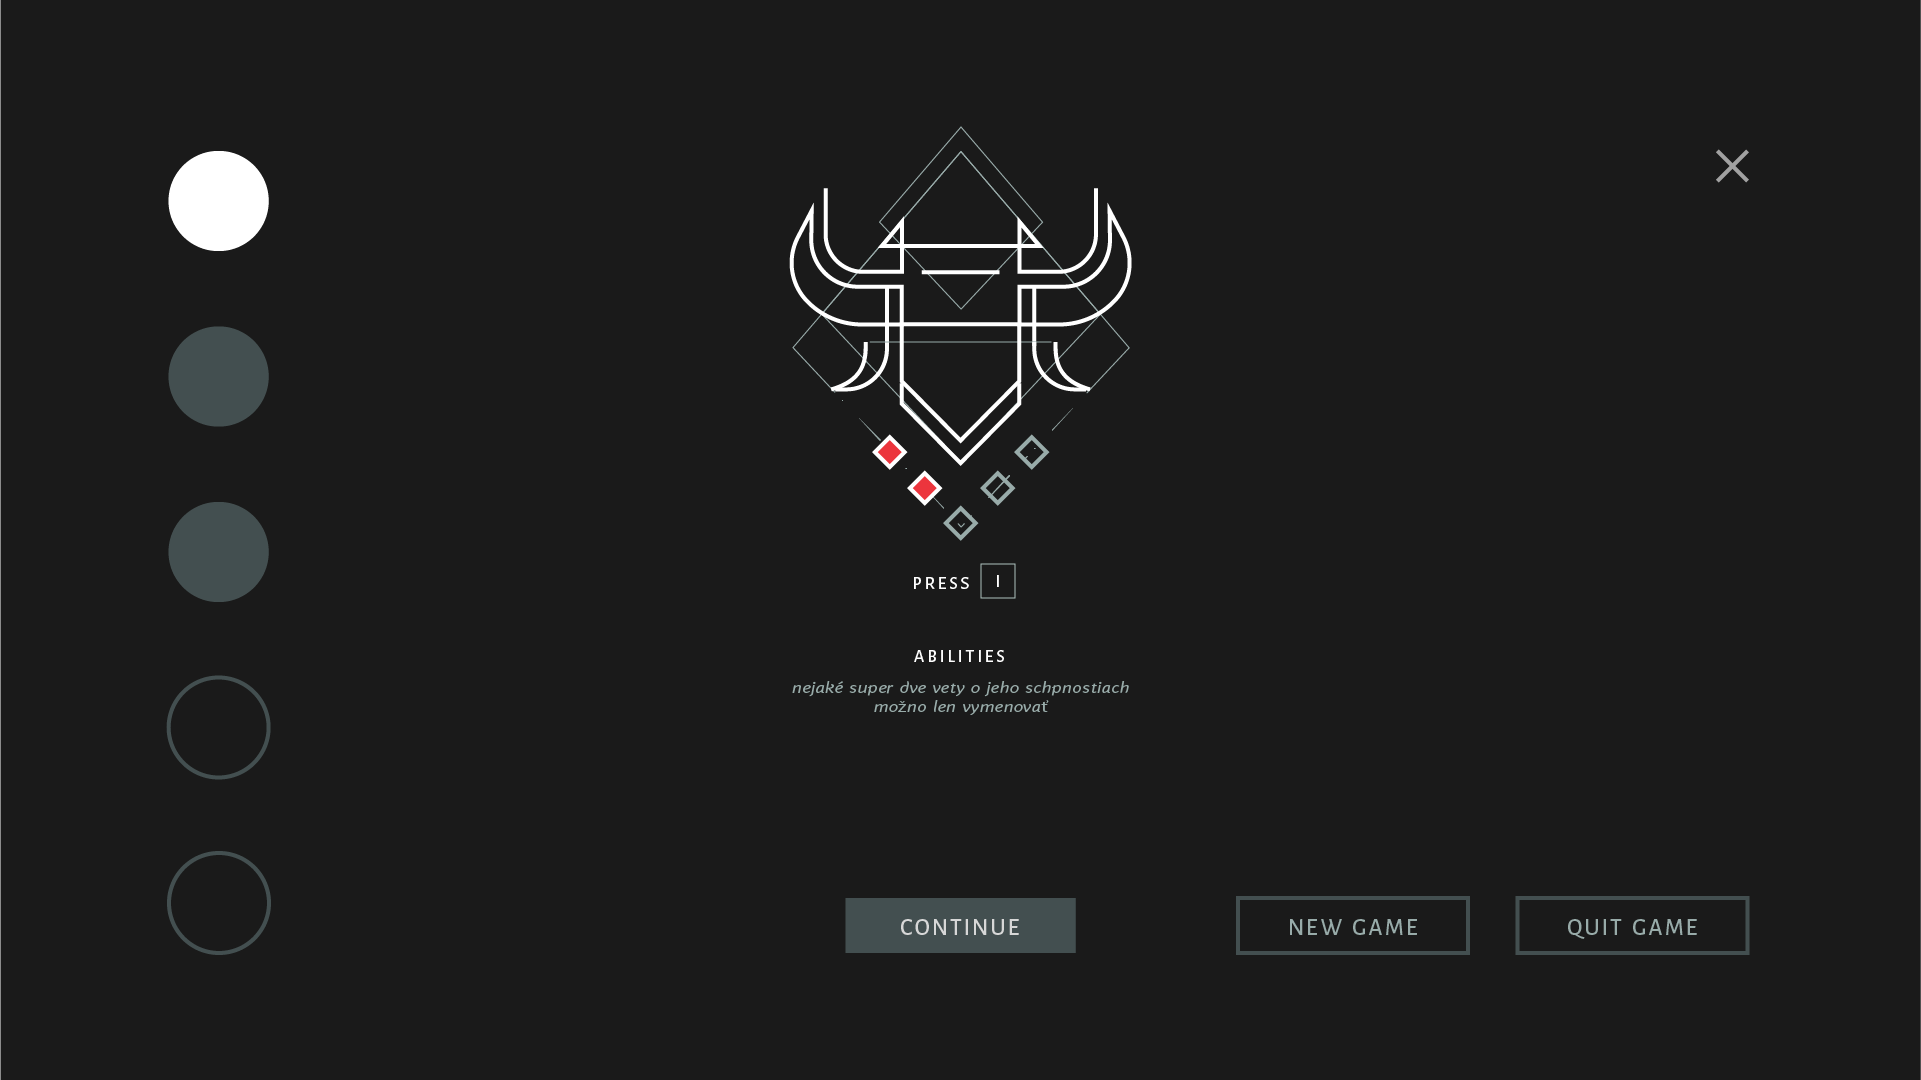 PRESS I
ABILITIES
nejaké super dve vety o jeho schpnostiach
možno len vymenovať
CONTINUE
NEW GAME
QUIT GAME